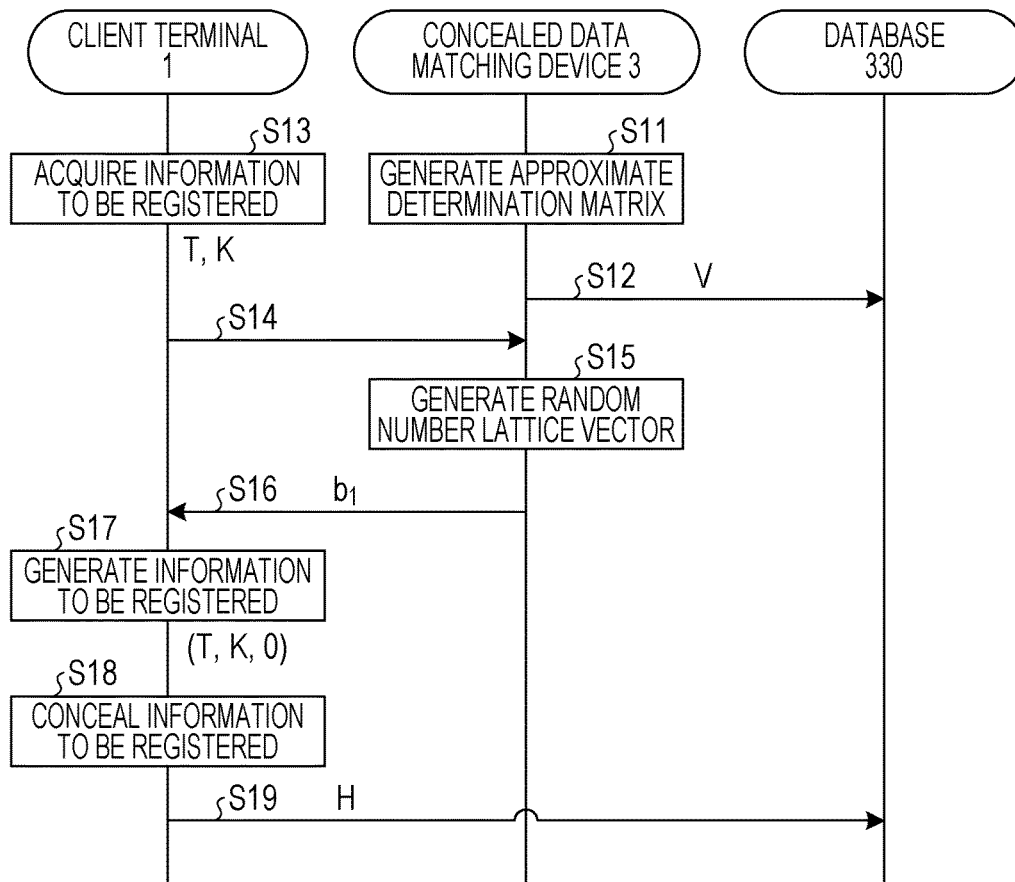 CLIENT TERMINAL
1
CONCEALED DATA
MATCHING DEVICE 3
DATABASE
330
S13
S11
ACQUIRE INFORMATION
TO BE REGISTERED
GENERATE APPROXIMATE
DETERMINATION MATRIX
T, K
S12 V
S14
S15
GENERATE RANDOM
NUMBER LATTICE VECTOR
S16 b₁
S17
GENERATE INFORMATION
TO BE REGISTERED
(T, K, 0)
S18
CONCEAL INFORMATION
TO BE REGISTERED
S19 H